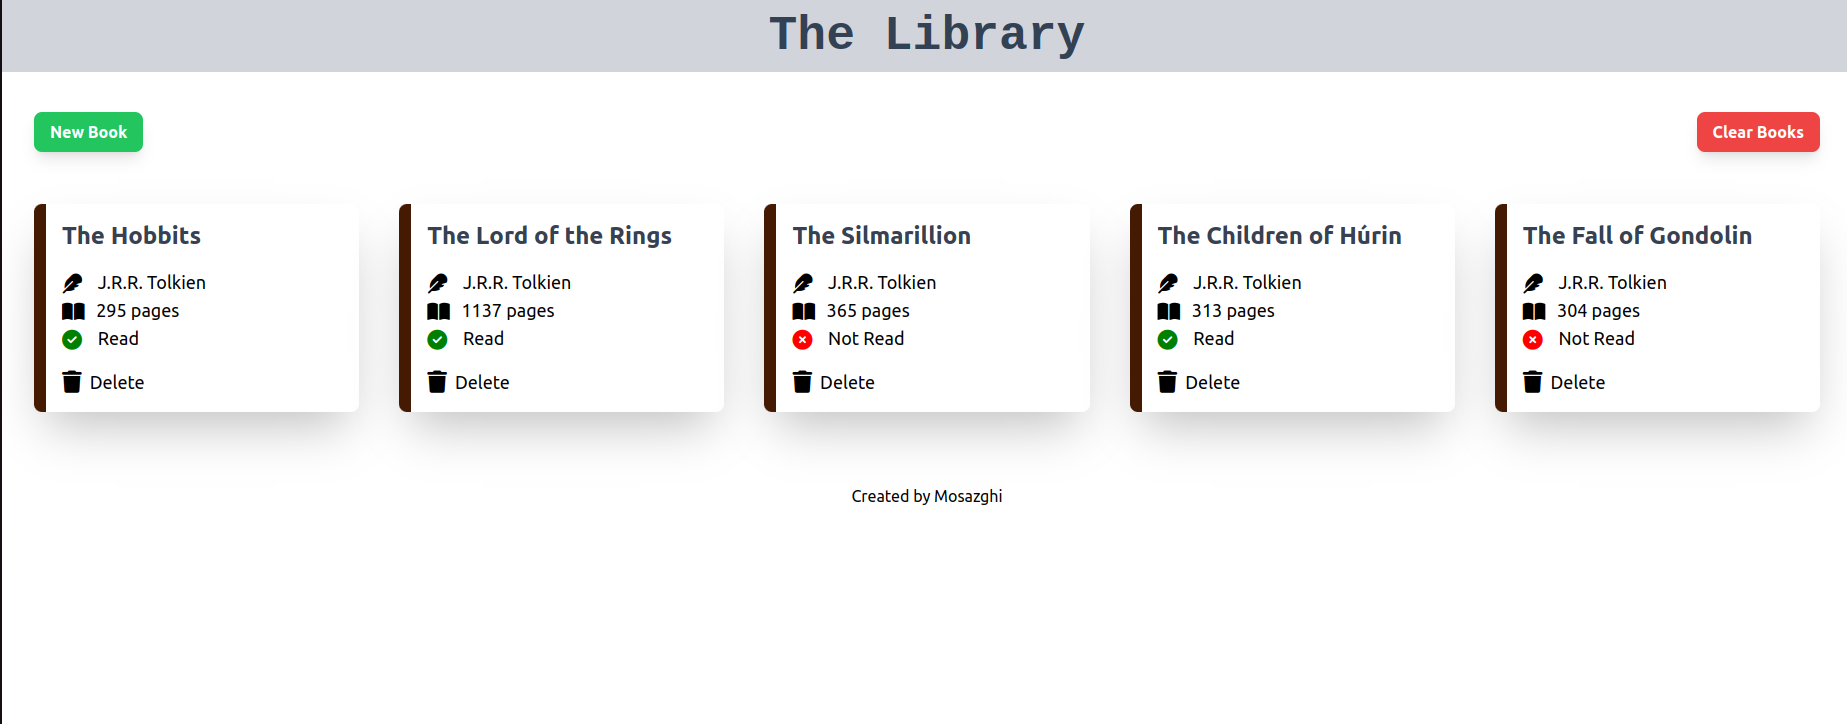 The Library
New Book
Clear Books
The Hobbits
J.R.R. Tolkien
295 pages
Read
Delete
The Lord of the Rings
J.R.R. Tolkien
1137 pages
Read
Delete
The Silmarillion
J.R.R. Tolkien
365 pages
Not Read
Delete
The Children of Húrin
J.R.R. Tolkien
313 pages
Read
Delete
The Fall of Gondolin
J.R.R. Tolkien
304 pages
Not Read
Delete
Created by Mosazghi